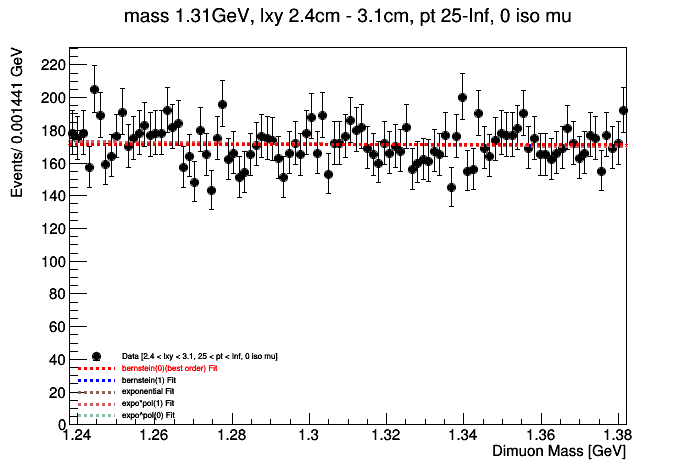 mass 1.31GeV, lxy 2.4cm - 3.1cm, pt 25-Inf, 0 iso mu
Events/ 0.001441 GeV
220
200
180
160
140
120
100
80
60
40
20
0
Data [2.4 < lxy < 3.1, 25 < pt < Inf, 0 iso mu]
bernstein(0)(best order) Fit
bernstein(1) Fit
exponential Fit
expo*pol(1) Fit
expo^pol(0) Fit
1.24 1.26 1.28 1.3 1.32 1.34 1.36 1.38
Dimuon Mass [GeV]